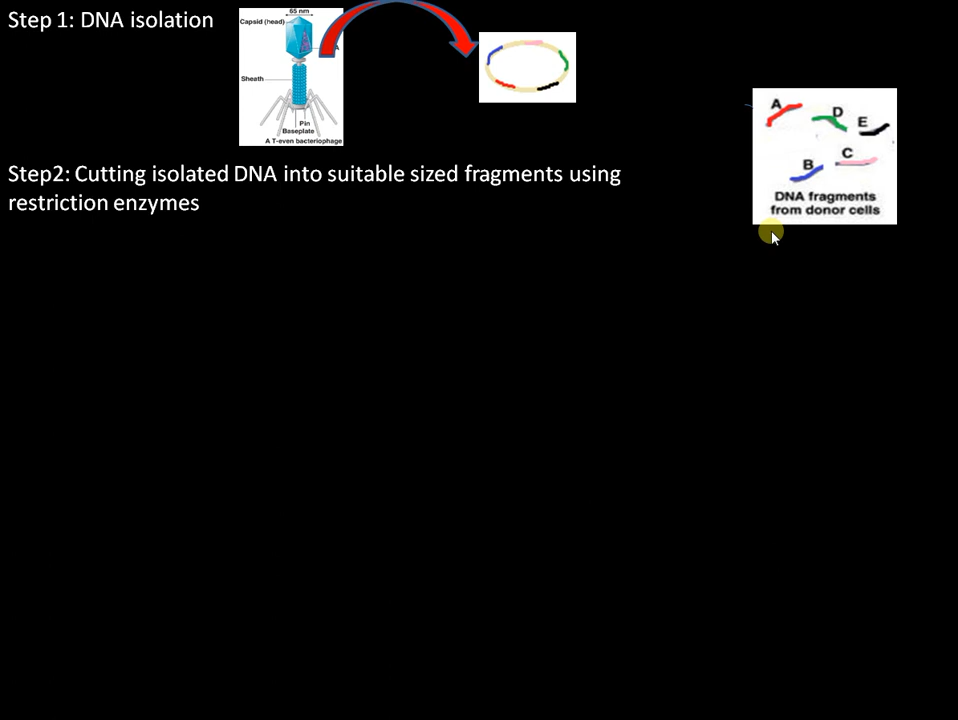 Step 1: DNA isolation
65 nm
Capsid (head)
A
Sheath
Pin
Baseplate
A T-even bacteriophage
A
D
E
B
C
DNA fragments
from donor cells
Step2: Cutting isolated DNA into suitable sized fragments using
restriction enzymes